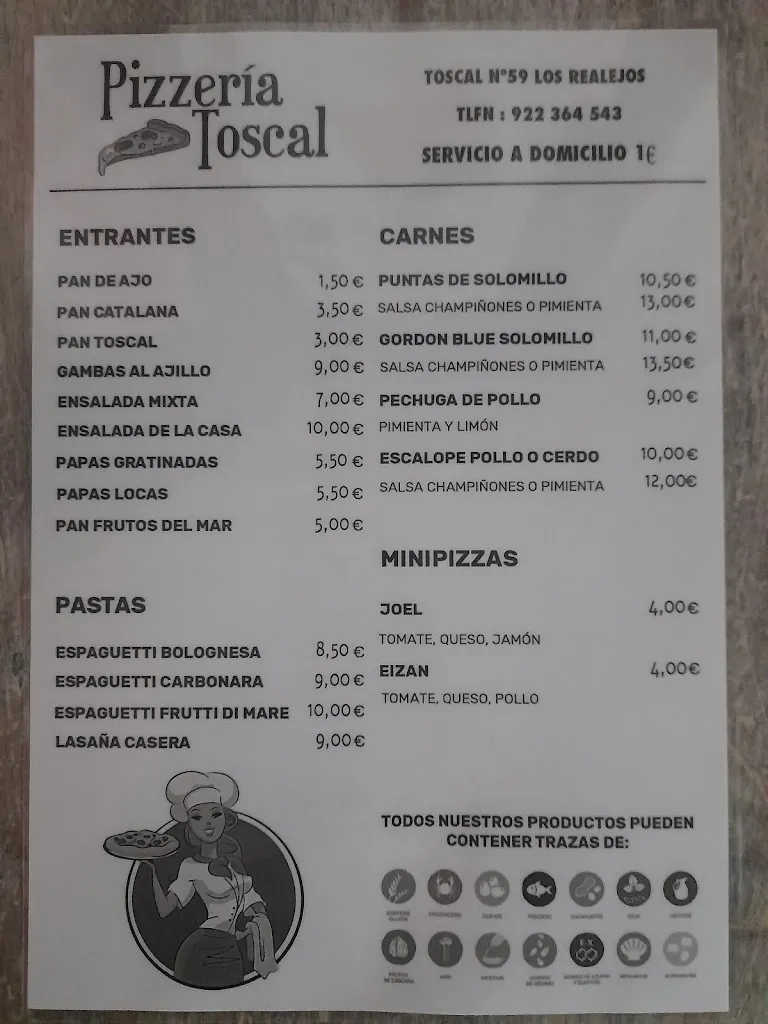 Pizzería
Toscal
TOSCAL Nº59 LOS REALEJOS
TLFN : 922 364 543
SERVICIO A DOMICILIO 1€
ENTRANTES
PAN DE AJO 1,50 €
PAN CATALANA 3,50 €
PAN TOSCAL 3,00 €
GAMBAS AL AJILLO 9,00 €
ENSALADA MIXTA 7,00 €
ENSALADA DE LA CASA 10,00 €
PAPAS GRATINADAS 5,50 €
PAPAS LOCAS 5,50 €
PAN FRUTOS DEL MAR 5,00 €
PASTAS
ESPAGUETTI BOLOGNESA 8,50 €
ESPAGUETTI CARBONARA 9,00 €
ESPAGUETTI FRUTTI DI MARE 10,00 €
LASAÑA CASERA 9,00 €
CARNES
PUNTAS DE SOLOMILLO 10,50 €
SALSA CHAMPIÑONES O PIMIENTA 13,00€
GORDON BLUE SOLOMILLO 11,00 €
SALSA CHAMPIÑONES O PIMIENTA 13,50€
PECHUGA DE POLLO 9,00 €
PIMIENTA Y LIMÓN
ESCALOPE POLLO O CERDO 10,00€
SALSA CHAMPIÑONES O PIMIENTA 12,00€
MINIPIZZAS
JOEL 4,00€
TOMATE, QUESO, JAMÓN
EIZAN 4,00€
TOMATE, QUESO, POLLO
TODOS NUESTROS PRODUCTOS PUEDEN
CONTENER TRAZAS DE: